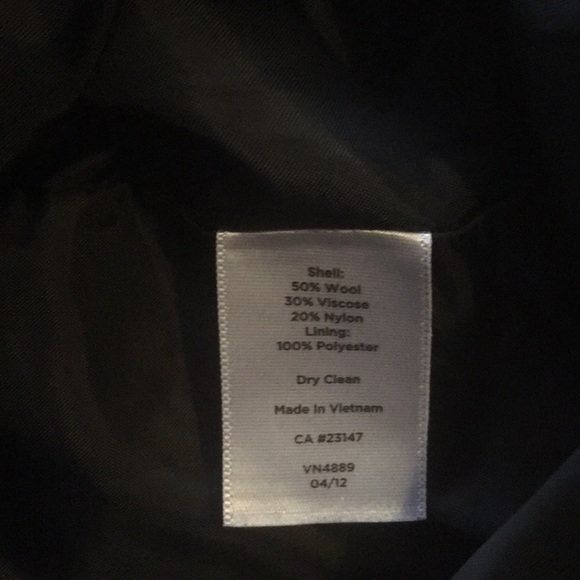 Shell:
50% Wool
30% Viscose
20% Nylon
Lining:
100% Polyester
Dry Clean
Made In Vietnam
CA #23147
VN4889
04/12